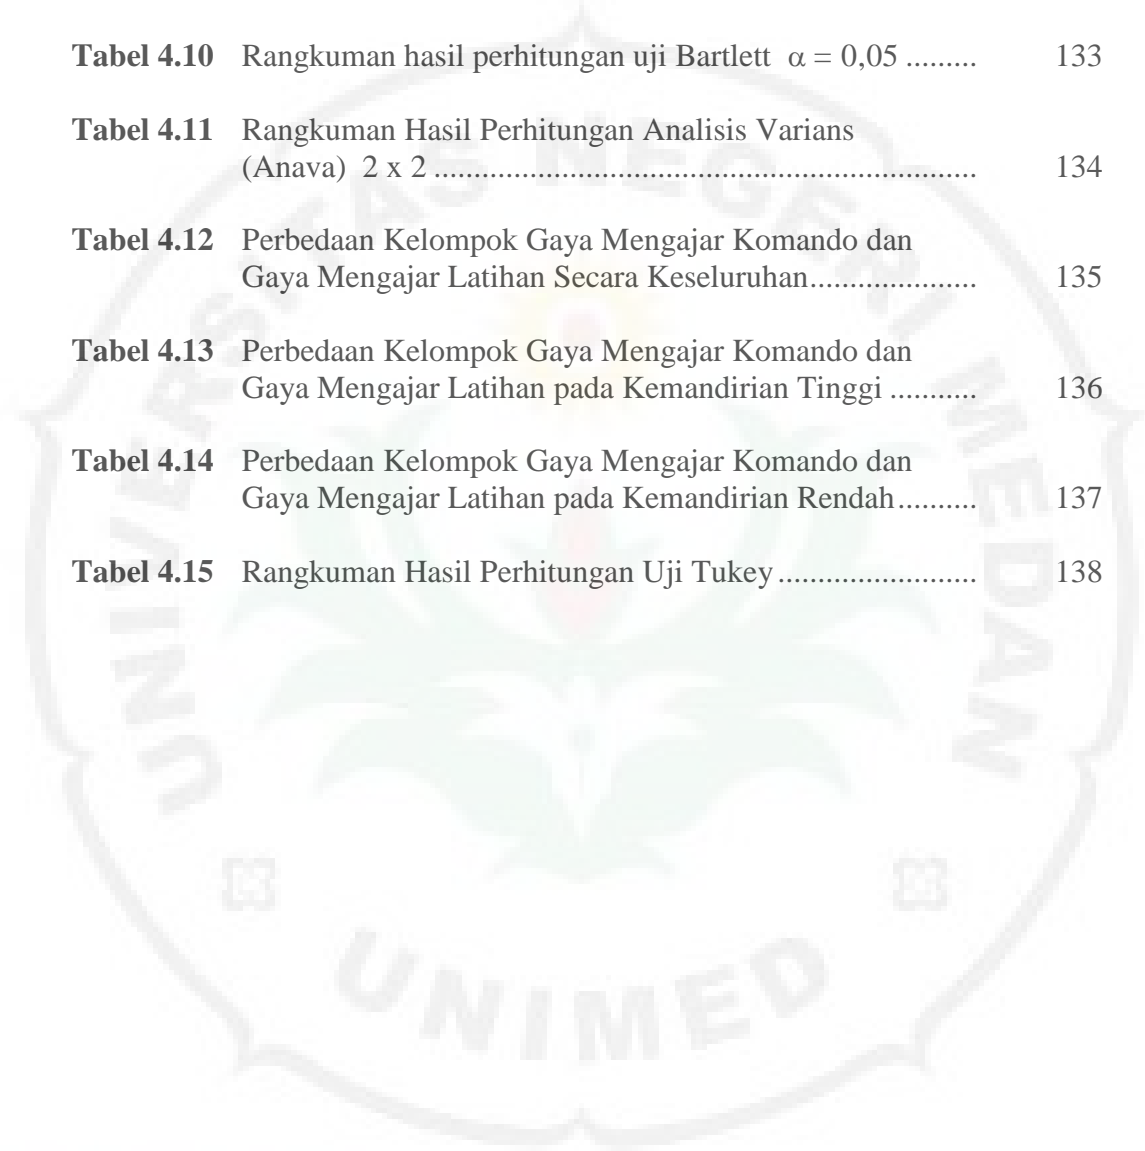 Tabel 4.10 Rangkuman hasil perhitungan uji Bartlett α = 0,05 ......... 133
Tabel 4.11 Rangkuman Hasil Perhitungan Analisis Varians
(Anava) 2 x 2 ................................................................. 134
Tabel 4.12 Perbedaan Kelompok Gaya Mengajar Komando dan
Gaya Mengajar Latihan Secara Keseluruhan.................... 135
Tabel 4.13 Perbedaan Kelompok Gaya Mengajar Komando dan
Gaya Mengajar Latihan pada Kemandirian Tinggi ........... 136
Tabel 4.14 Perbedaan Kelompok Gaya Mengajar Komando dan
Gaya Mengajar Latihan pada Kemandirian Rendah.......... 137
Tabel 4.15 Rangkuman Hasil Perhitungan Uji Tukey ........................ 138
UNIVERSITAS NEGERI MEDAN
UNIMED